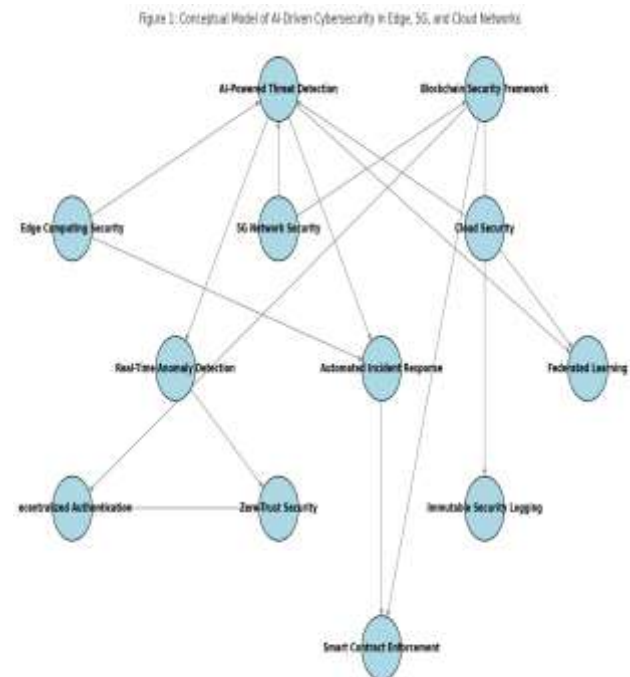 Figure 1: Conceptual Model of AI-Driven Cybersecurity in Edge, 5G, and Cloud Networks
AI-Powered Threat Detection
Blockchain Security Framework
Edge Computing Security
5G Network Security
Cloud Security
Real-Time Anomaly Detection
Automated Incident Response
Federated Learning
ecentralized Authentication
Zero-Trust Security
Immutable Security Logging
Smart Contract Enforcement